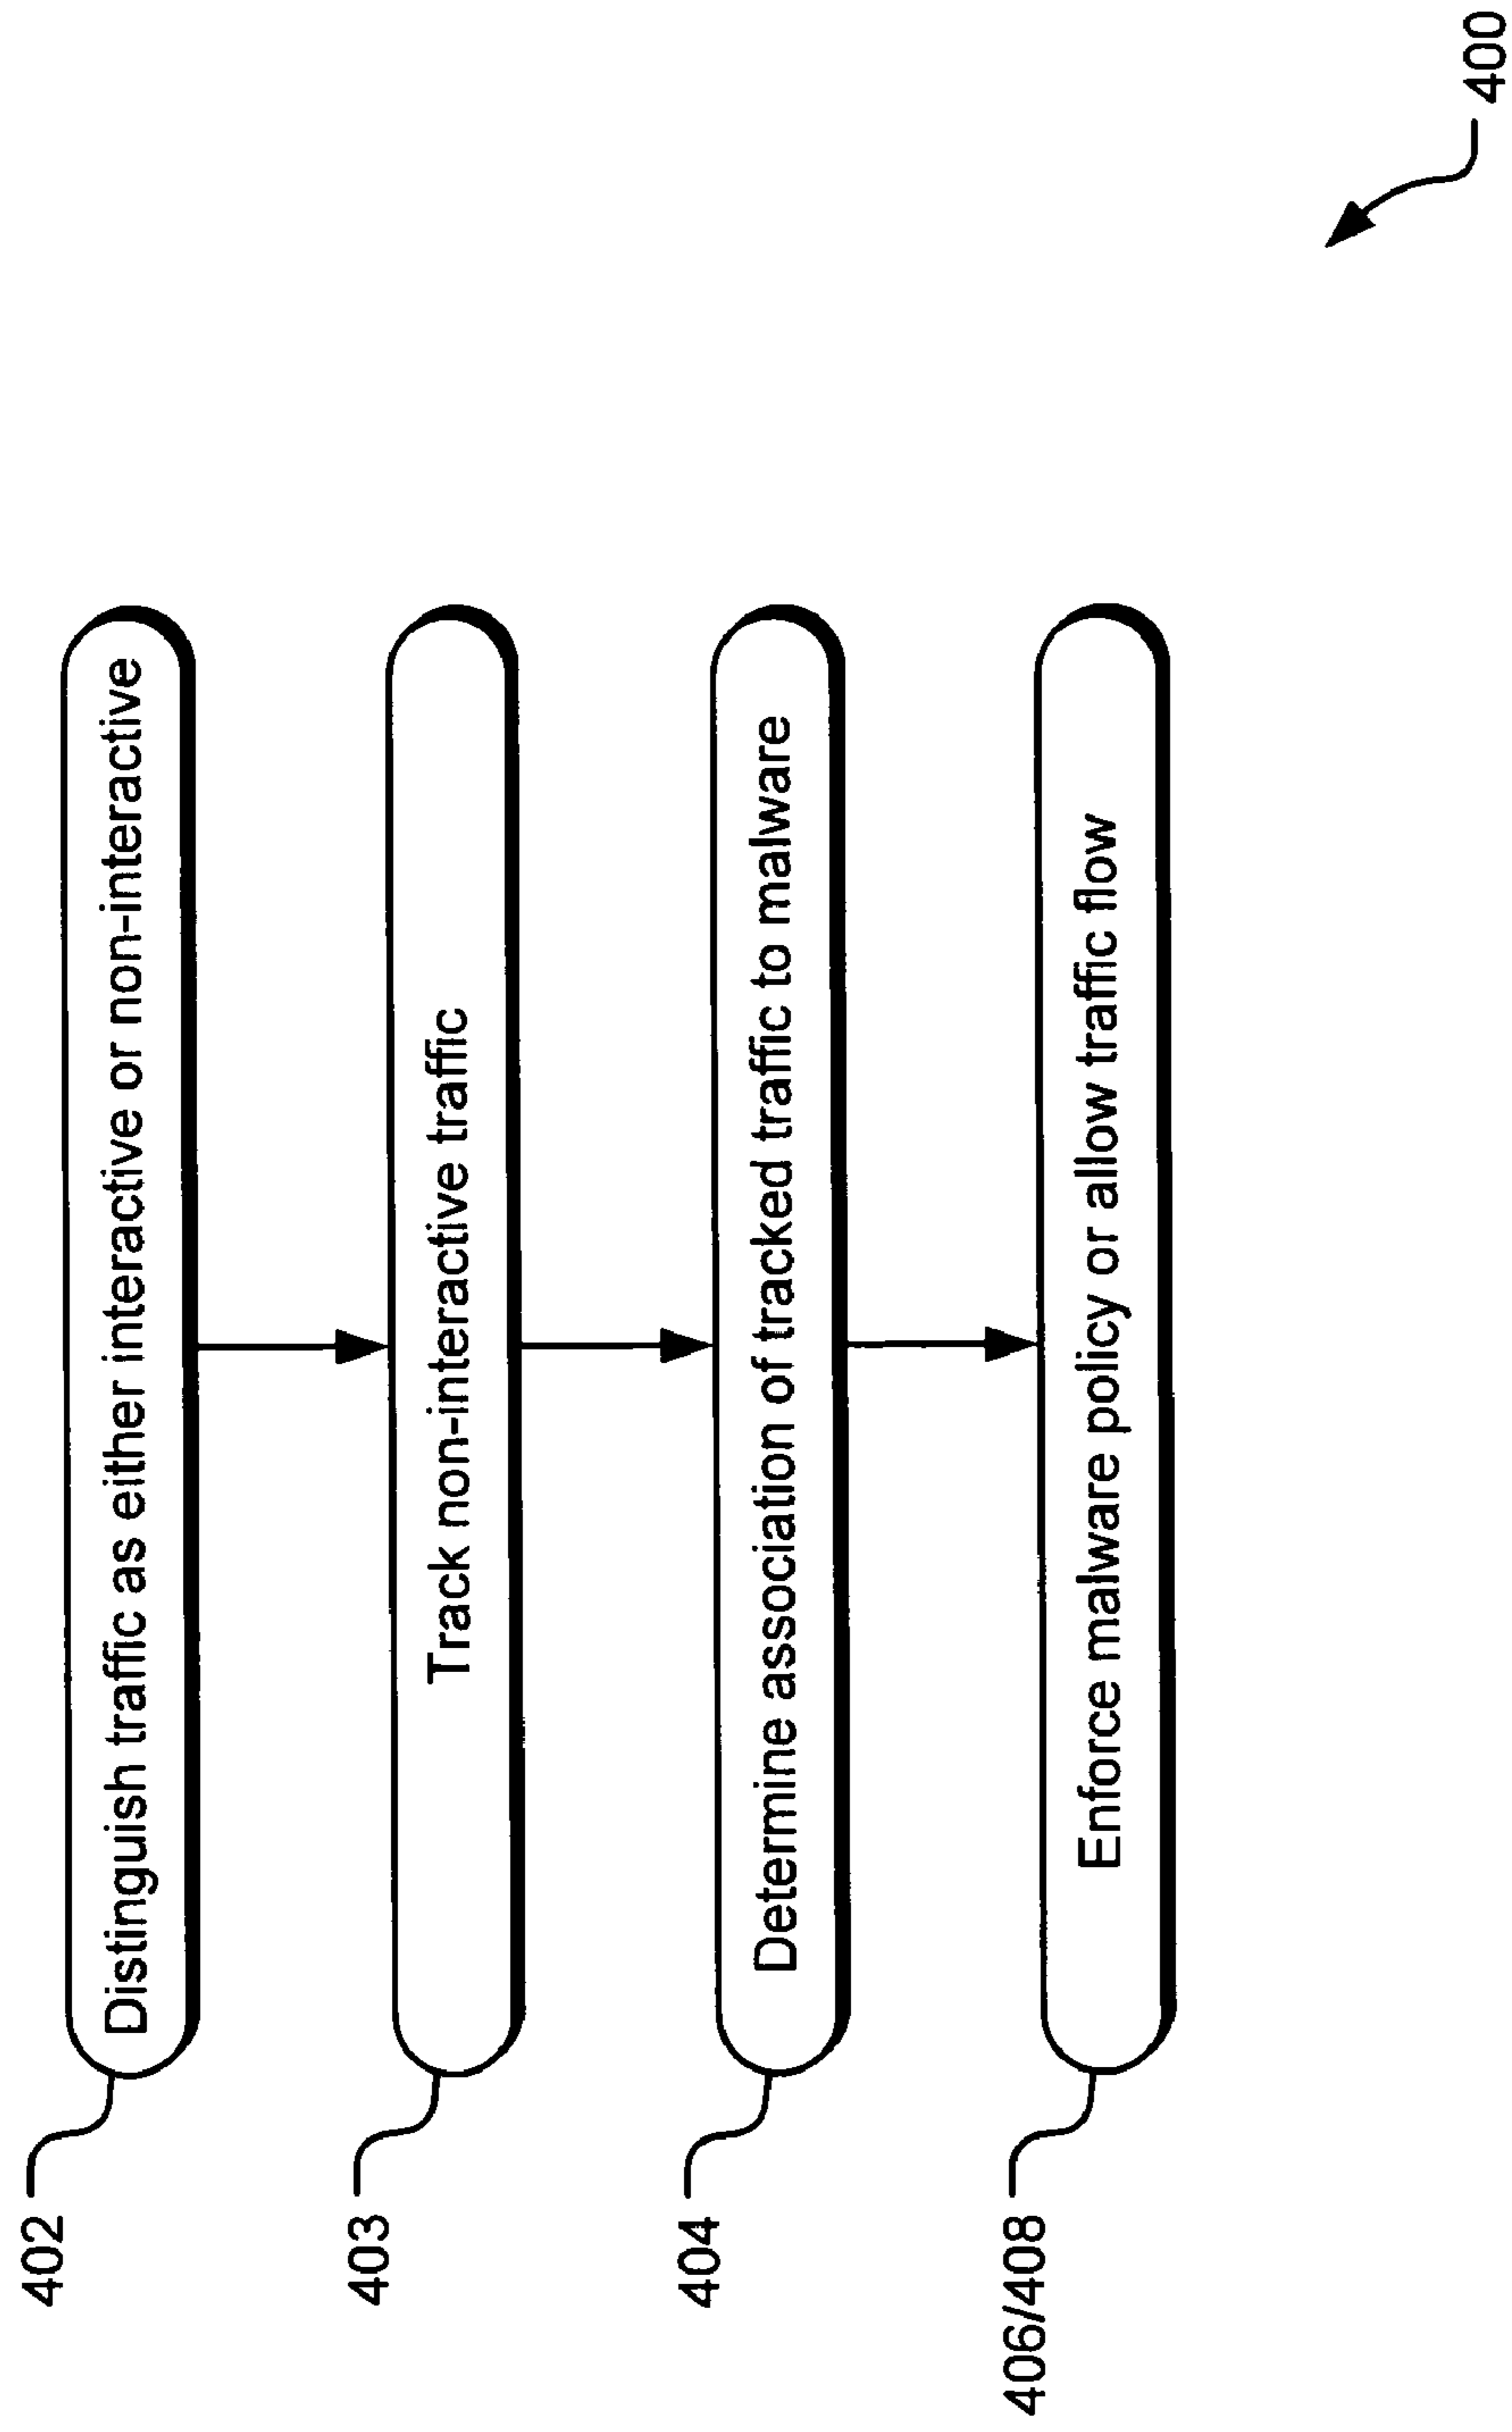 402
Distinguish traffic as either interactive or non-interactive
403
Track non-interactive traffic
404
Determine association of tracked traffic to malware
406/408
Enforce malware policy or allow traffic flow
400